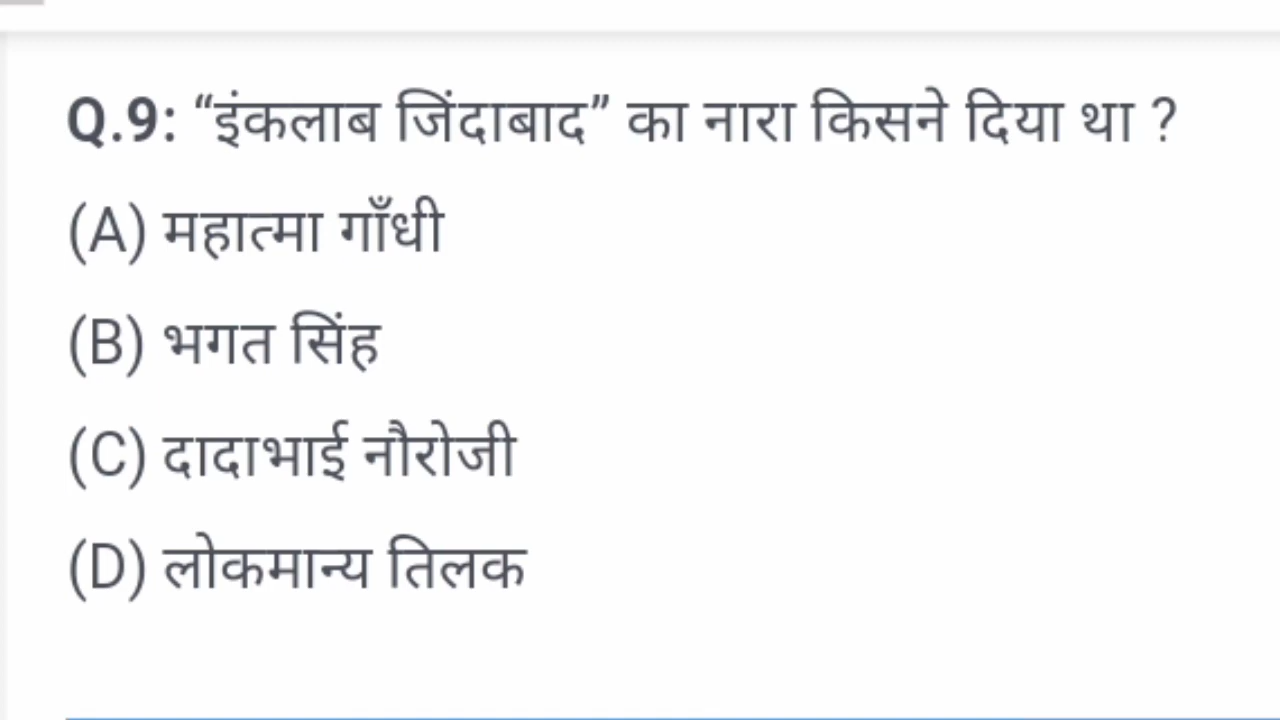 Q.9: “इंकलाब जिंदाबाद” का नारा किसने दिया था ?
(A) महात्मा गाँधी
(B) भगत सिंह
(C) दादाभाई नौरोजी
(D) लोकमान्य तिलक